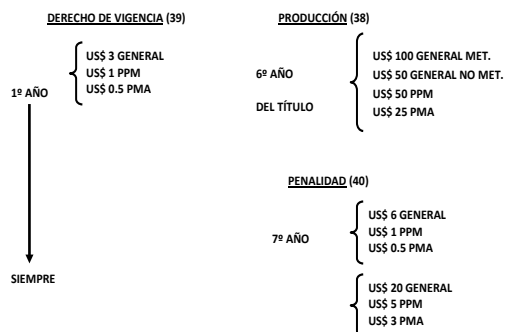 DERECHO DE VIGENCIA (39)
US$ 3 GENERAL
US$ 1 PPM
US$ 0.5 PMA
1º AÑO
SIEMPRE
PRODUCCIÓN (38)
US$ 100 GENERAL MET.
US$ 50 GENERAL NO MET.
US$ 50 PPM
US$ 25 PMA
6º AÑO
DEL TÍTULO
PENALIDAD (40)
US$ 6 GENERAL
US$ 1 PPM
US$ 0.5 PMA
7º AÑO
US$ 20 GENERAL
US$ 5 PPM
US$ 3 PMA